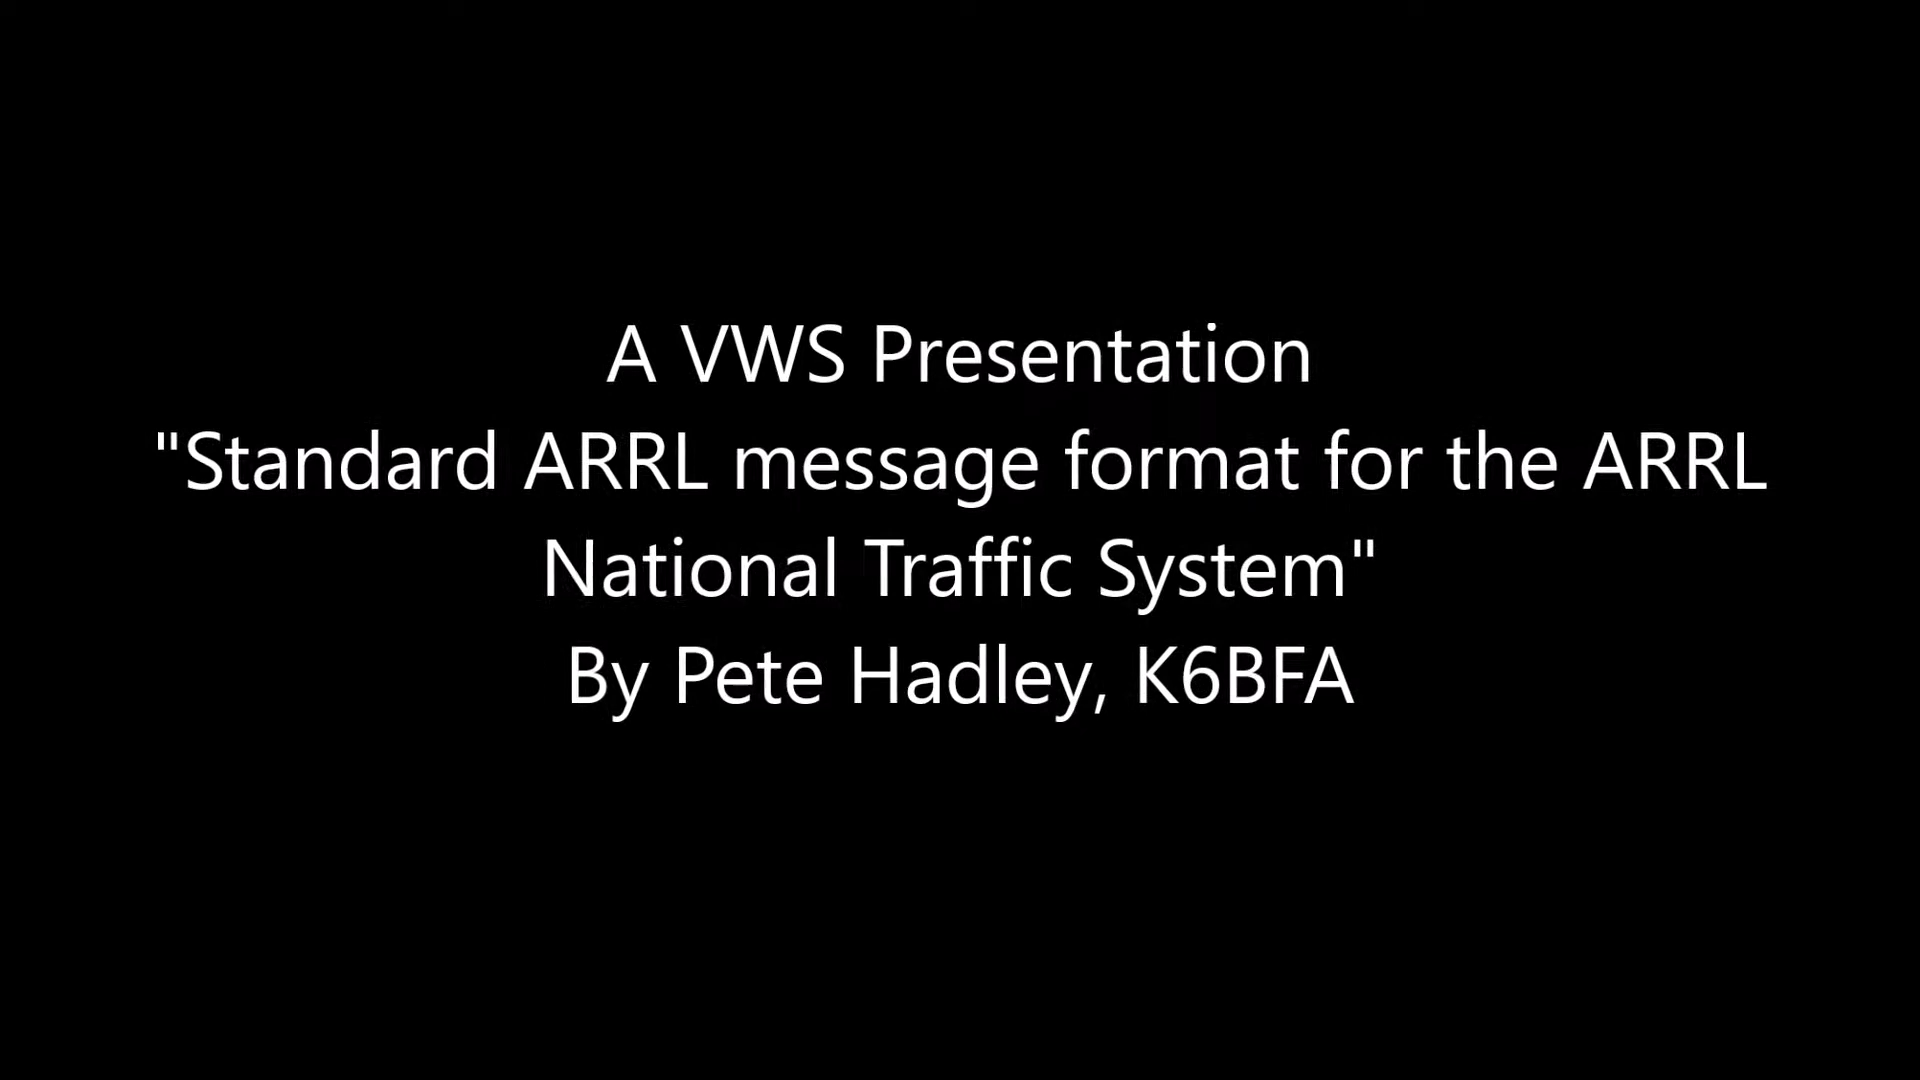 A VWS Presentation
"Standard ARRL message format for the ARRL
National Traffic System"
By Pete Hadley, K6BFA